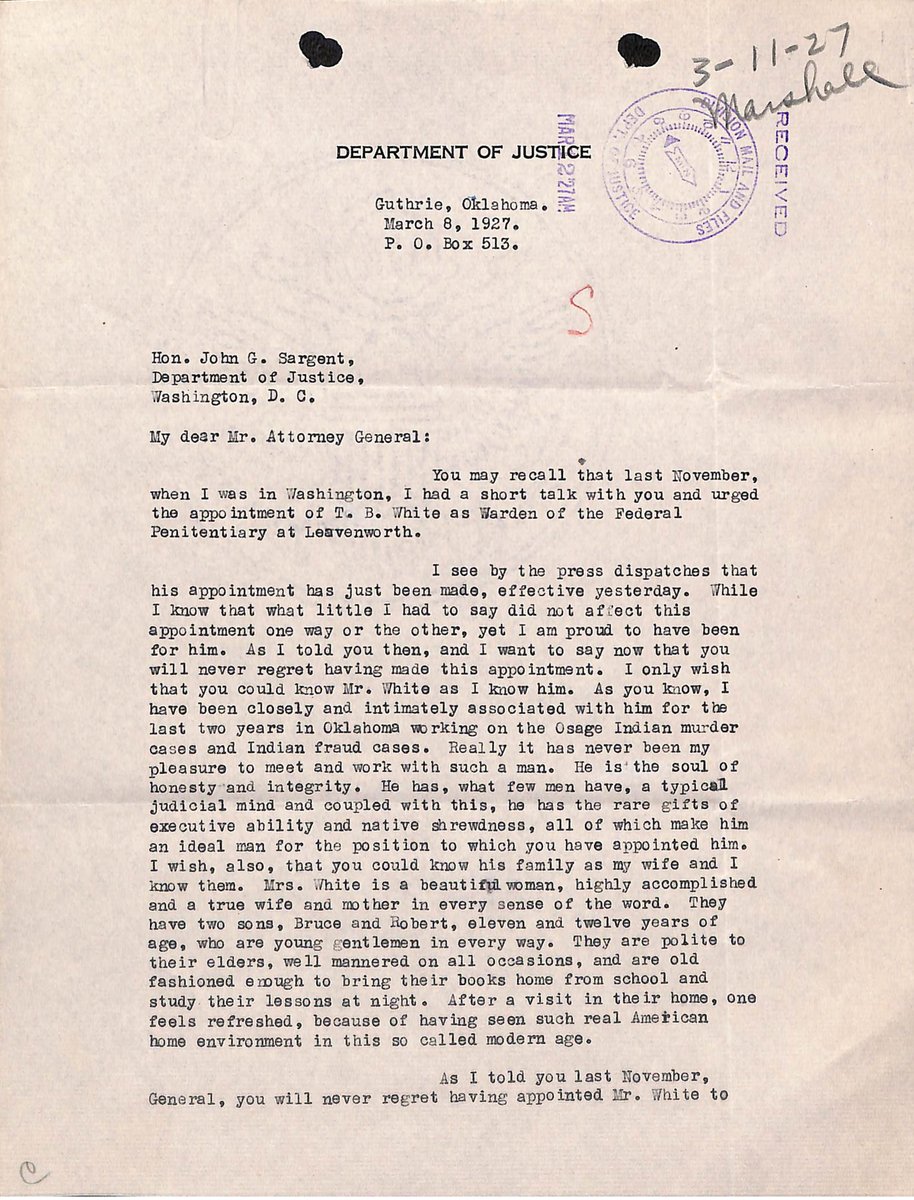 3-11-27
Marshall
RECEIVED
DEPARTMENT OF JUSTICE
Guthrie, Oklahoma.
March 8, 1927.
P. O. Box 513.
S
Hon. John G. Sargent,
Department of Justice,
Washington, D. C.
My dear Mr. Attorney General:
You may recall that last November,
when I was in Washington, I had a short talk with you and urged
the appointment of T. B. White as Warden of the Federal
Penitentiary at Leavenworth.
I see by the press dispatches that
his appointment has just been made, effective yesterday. While
I know that what little I had to say did not affect this
appointment one way or the other, yet I am proud to have been
for him. As I told you then, and I want to say now that you
will never regret having made this appointment. I only wish
that you could know Mr. White as I know him. As you know, I
have been closely and intimately associated with him for the
last two years in Oklahoma working on the Osage Indian murder
cases and Indian fraud cases. Really it has never been my
pleasure to meet and work with such a man. He is the soul of
honesty and integrity. He has, what few men have, a typical
judicial mind and coupled with this, he has the rare gifts of
executive ability and native shrewdness, all of which make him
an ideal man for the position to which you have appointed him.
I wish, also, that you could know his family as my wife and I
know them. Mrs. White is a beautiful woman, highly accomplished
and a true wife and mother in every sense of the word. They
have two sons, Bruce and Robert, eleven and twelve years of
age, who are young gentlemen in every way. They are polite to
their elders, well mannered on all occasions, and are old
fashioned enough to bring their books home from school and
study their lessons at night. After a visit in their home, one
feels refreshed, because of having seen such real American
home environment in this so called modern age.
As I told you last November,
General, you will never regret having appointed Mr. White to